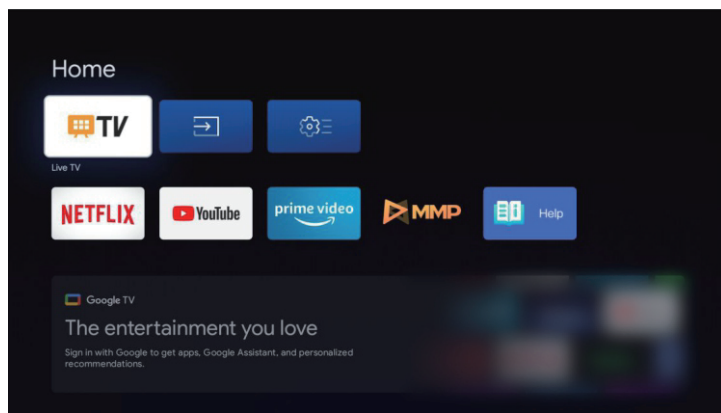 Home
TV
Live TV
NETFLIX
YouTube
prime video
MMP
Help
Google TV
The entertainment you love
Sign in with Google to get apps, Google Assistant, and personalized
recommendations.